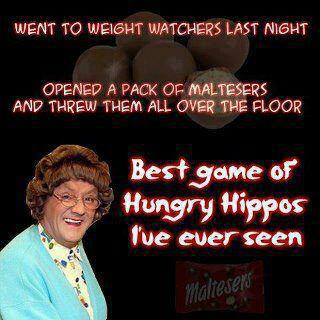 WENT TO WEIGHT WATCHERS LAST NIGHT
OPENED A PACK OF MALTESERS
AND THREW THEM ALL OVER THE FLOOR
Best game of
Hungry Hippos
I've ever seen
Maltesers